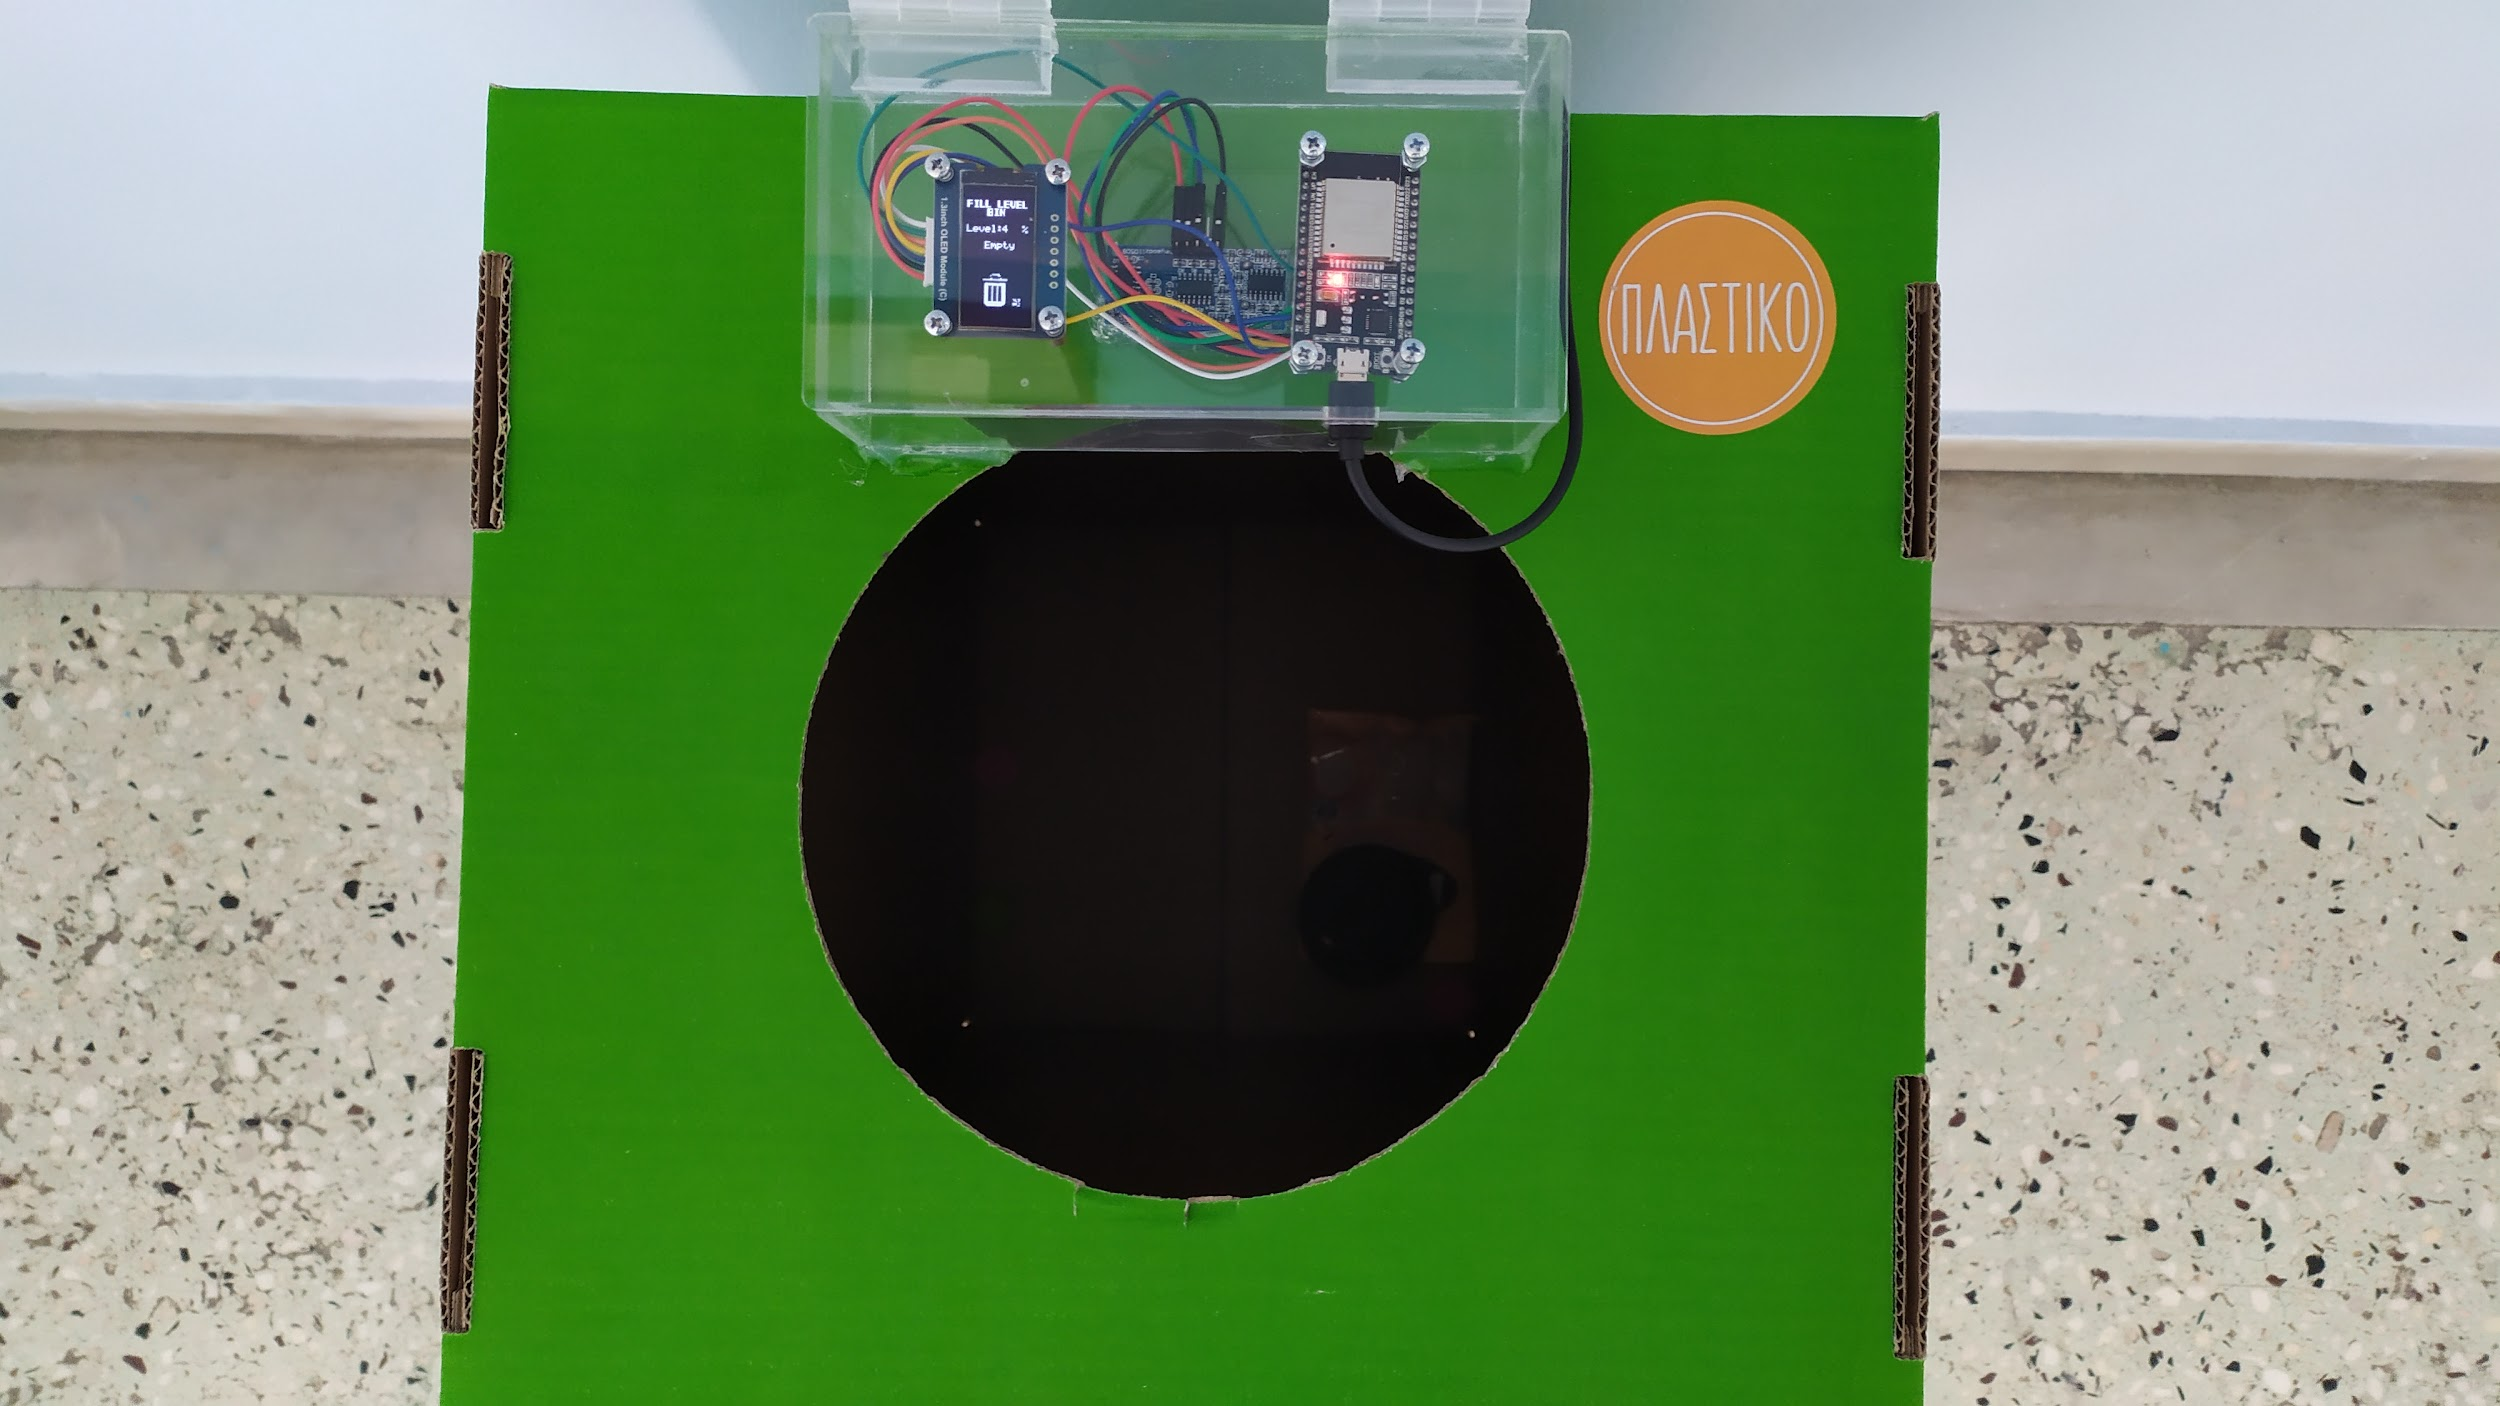 FILL LEVEL
BIN
Level:4 %
Empty
1.3inch OLED Module (C)
ΠΛΑΣΤΙΚΟ